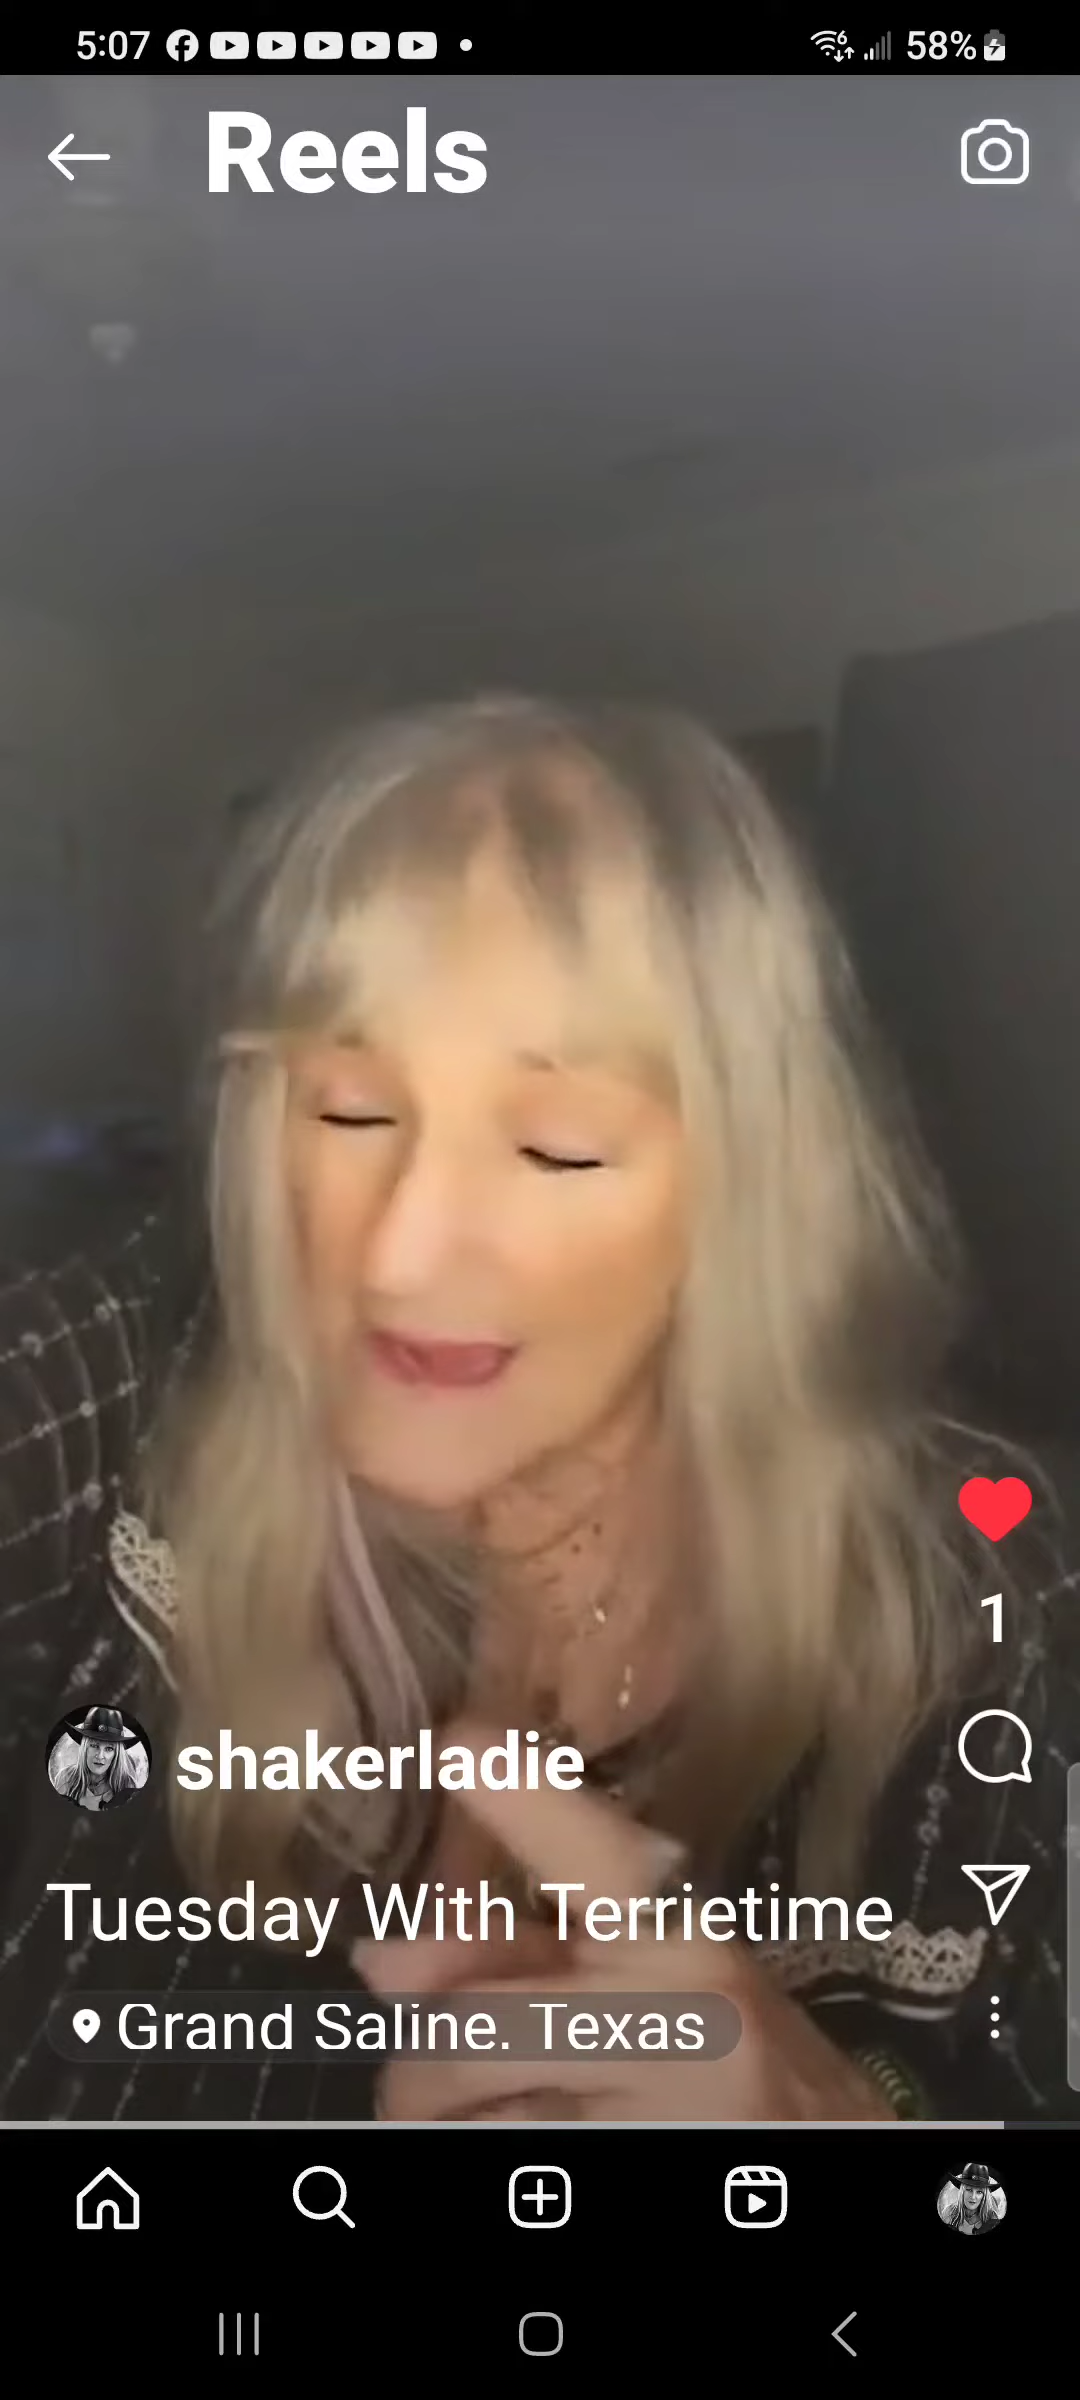 5:07 58%
Reels
1
shakerladie
Tuesday With Terrietime
Grand Saline. Texas